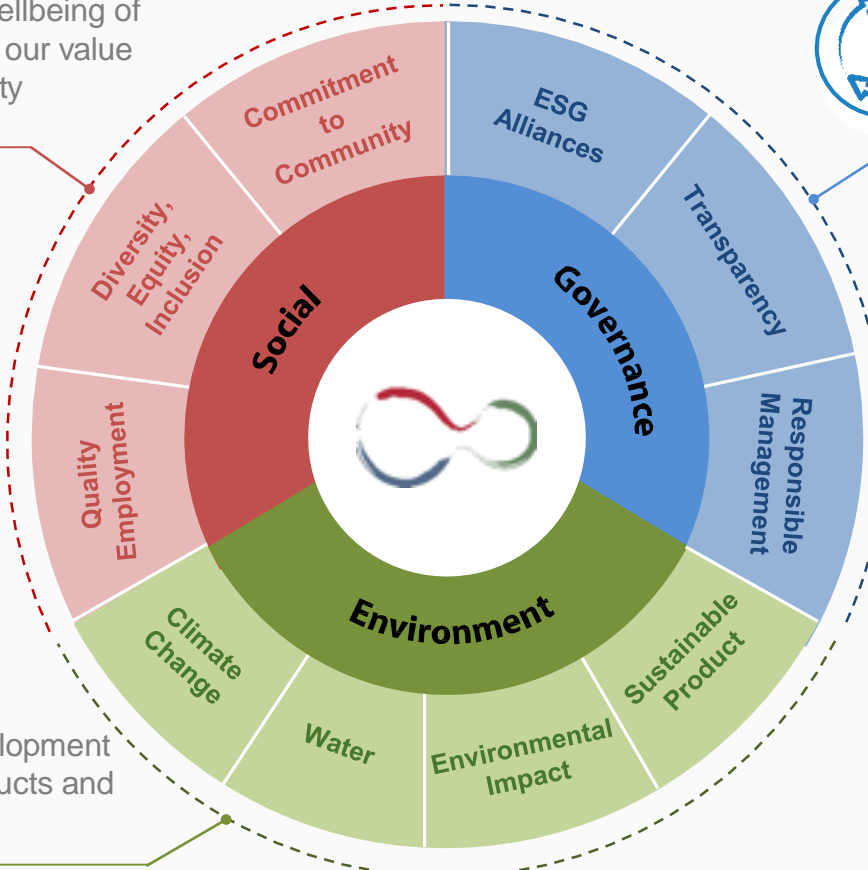 ellbeing of
our value
ty
Commitment
to
Community
ESG
Alliances
Diversity,
Equity,
Inclusion
Transparency
Social
Governance
Quality
Employment
Responsible
Management
Environment
Climate
Change
Sustainable
Product
Water
Environmental
Impact
lopment
ucts and